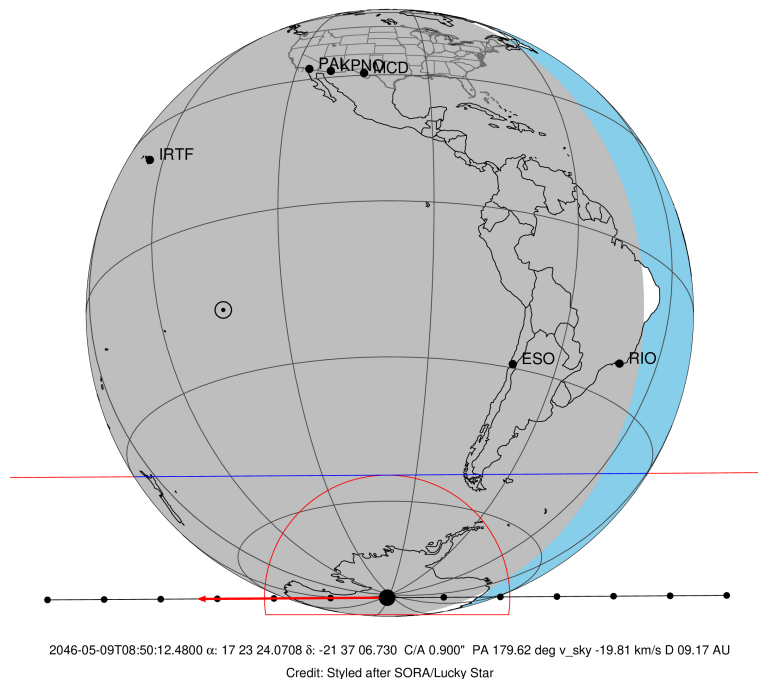 PALKPNO MCD
IRTF
ESO
RIO
2046-05-09T08:50:12.4800 α: 17 23 24.0708 δ: -21 37 06.730 C/A 0.900" PA 179.62 deg v_sky -19.81 km/s D 09.17 AU
Credit: Styled after SORA/Lucky Star